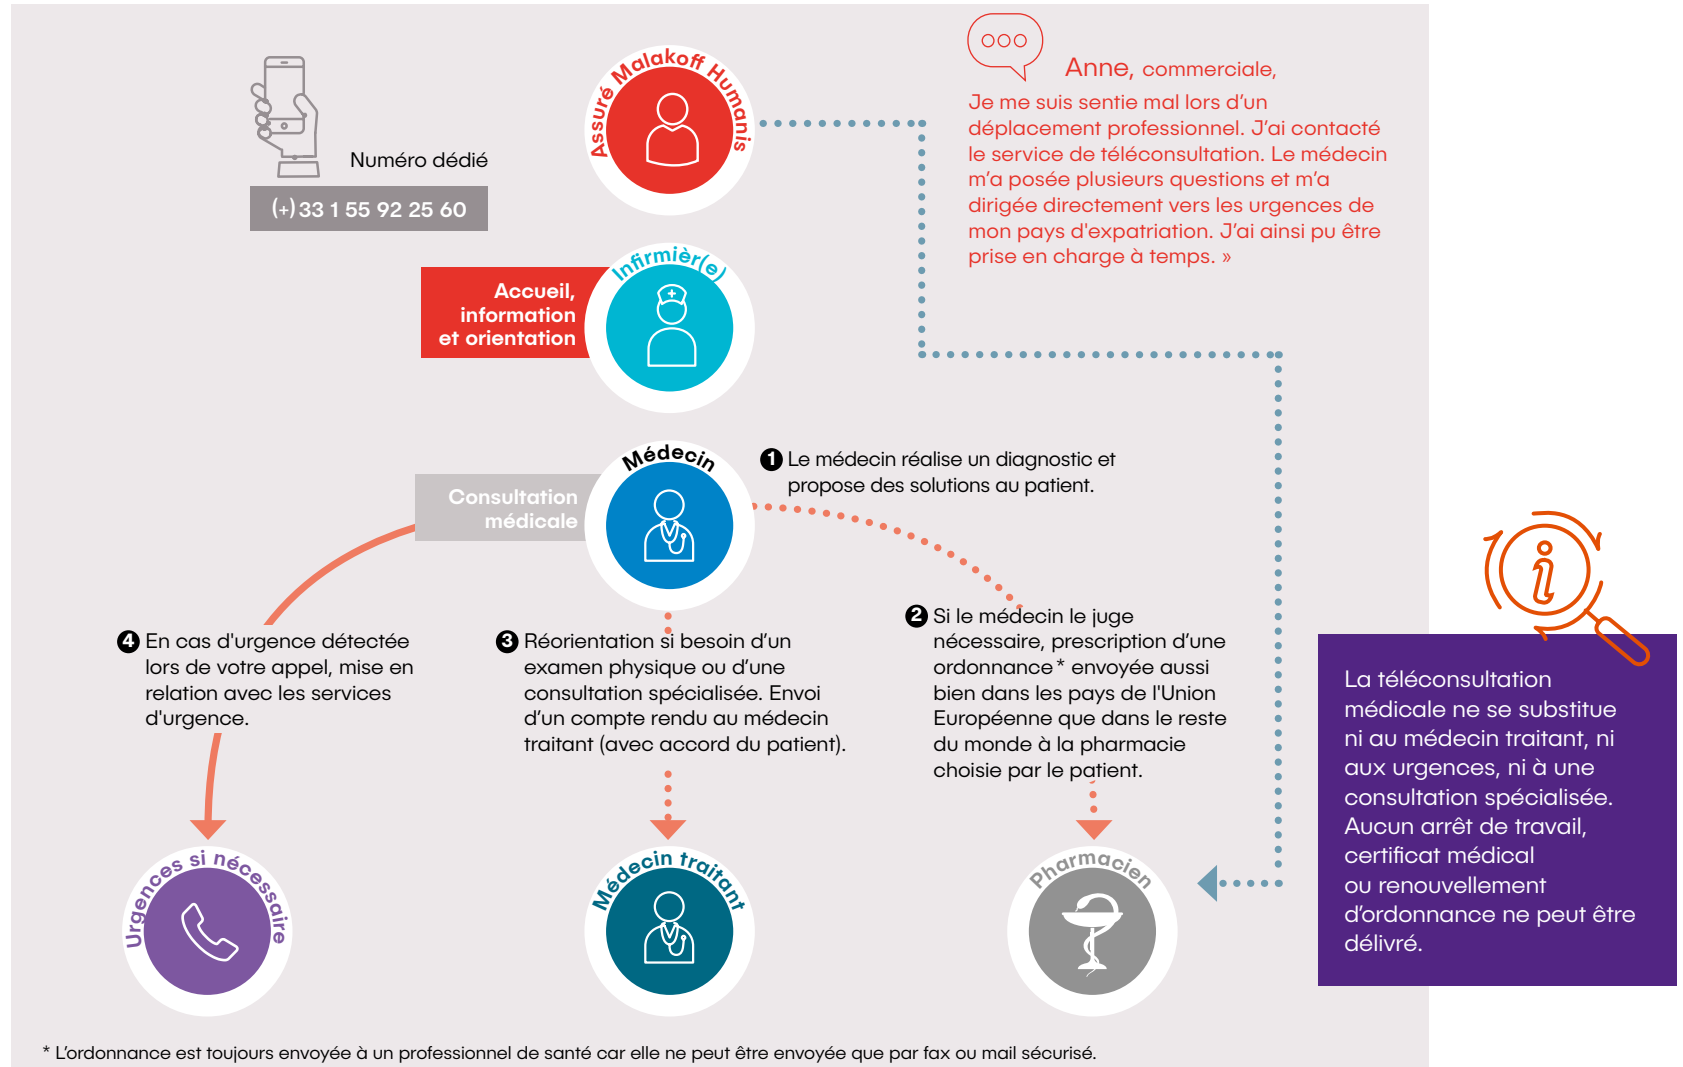 Assuré Malakoff Humanis
Numéro dédié
(+) 33 1 55 92 25 60
Anne, commerciale,
Je me suis sentie mal lors d’un
déplacement professionnel. J’ai contacté
le service de téléconsultation. Le médecin
m’a posée plusieurs questions et m’a
dirigée directement vers les urgences de
mon pays d'expatriation. J’ai ainsi pu être
prise en charge à temps. »
Infirmièr(e)
Accueil,
information
et orientation
Médecin
Consultation
médicale
1 Le médecin réalise un diagnostic et
propose des solutions au patient.
2 Si le médecin le juge
nécessaire, prescription d’une
ordonnance* envoyée aussi
bien dans les pays de l'Union
Européenne que dans le reste
du monde à la pharmacie
choisie par le patient.
3 Réorientation si besoin d’un
examen physique ou d’une
consultation spécialisée. Envoi
d’un compte rendu au médecin
traitant (avec accord du patient).
4 En cas d'urgence détectée
lors de votre appel, mise en
relation avec les services
d'urgence.
Urgences si nécessaire
Médecin traitant
Pharmacien
La téléconsultation
médicale ne se substitue
ni au médecin traitant, ni
aux urgences, ni à une
consultation spécialisée.
Aucun arrêt de travail,
certificat médical
ou renouvellement
d’ordonnance ne peut être
délivré.
* L’ordonnance est toujours envoyée à un professionnel de santé car elle ne peut être envoyée que par fax ou mail sécurisé.